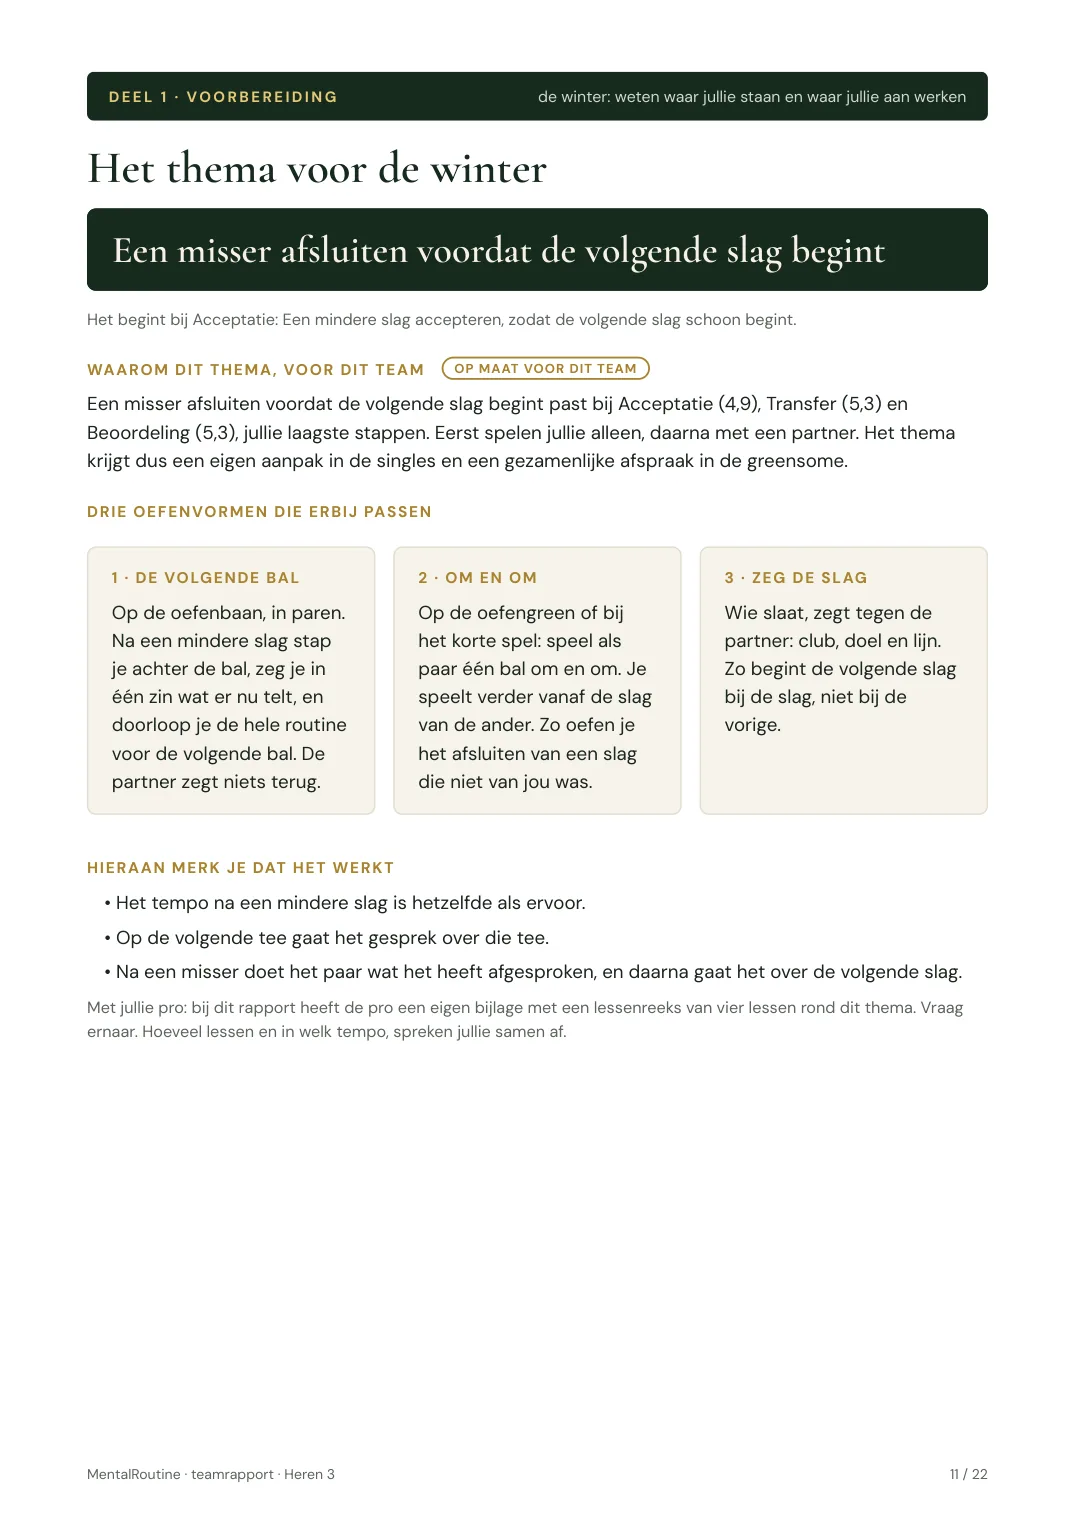 DEEL 1 · VOORBEREIDING
de winter: weten waar jullie staan en waar jullie aan werken
Het thema voor de winter
Een misser afsluiten voordat de volgende slag begint
Het begint bij Acceptatie: Een mindere slag accepteren, zodat de volgende slag schoon begint.
WAAROM DIT THEMA, VOOR DIT TEAM
OP MAAT VOOR DIT TEAM
Een misser afsluiten voordat de volgende slag begint past bij Acceptatie (4,9), Transfer (5,3) en
Beoordeling (5,3), jullie laagste stappen. Eerst spelen jullie alleen, daarna met een partner. Het thema
krijgt dus een eigen aanpak in de singles en een gezamenlijke afspraak in de greensome.
DRIE OEFENVORMEN DIE ERBIJ PASSEN
1 · DE VOLGENDE BAL
Op de oefenbaan, in paren.
Na een mindere slag stap
je achter de bal, zeg je in
één zin wat er nu telt, en
doorloop je de hele routine
voor de volgende bal. De
partner zegt niets terug.
2 · OM EN OM
Op de oefengreen of bij
het korte spel: speel als
paar één bal om en om. Je
speelt verder vanaf de slag
van de ander. Zo oefen je
het afsluiten van een slag
die niet van jou was.
3 · ZEG DE SLAG
Wie slaat, zegt tegen de
partner: club, doel en lijn.
Zo begint de volgende slag
bij de slag, niet bij de
vorige.
HIERAAN MERK JE DAT HET WERKT
• Het tempo na een mindere slag is hetzelfde als ervoor.
• Op de volgende tee gaat het gesprek over die tee.
• Na een misser doet het paar wat het heeft afgesproken, en daarna gaat het over de volgende slag.
Met jullie pro: bij dit rapport heeft de pro een eigen bijlage met een lessenreeks van vier lessen rond dit thema. Vraag
ernaar. Hoeveel lessen en in welk tempo, spreken jullie samen af.
MentalRoutine · teamrapport · Heren 3
11 / 22